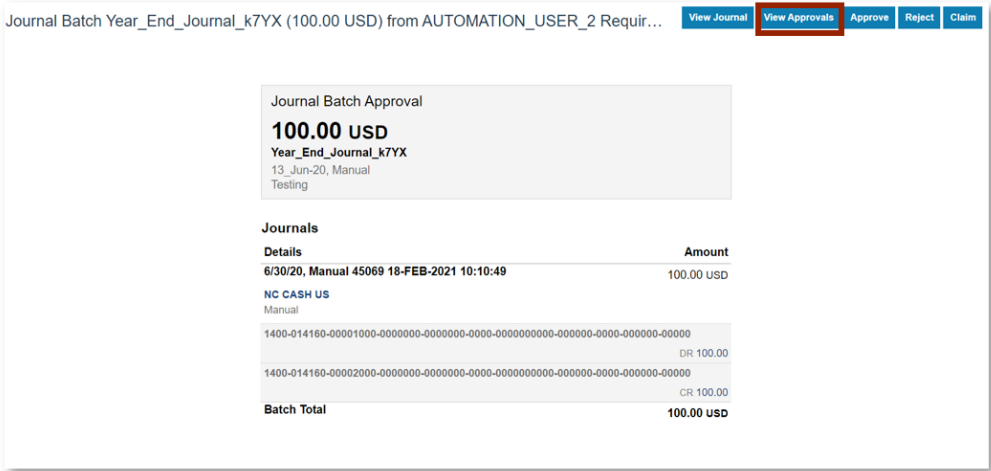 Journal Batch Year_End_Journal_k7YX (100.00 USD) from AUTOMATION_USER_2 Requir...
View Journal
View Approvals
Approve
Reject
Claim
Journal Batch Approval
100.00 USD
Year_End_Journal_k7YX
13_Jun-20, Manual
Testing
Journals
Details Amount
6/30/20, Manual 45069 18-FEB-2021 10:10:49 100.00 USD
NC CASH US
Manual
1400-014160-00001000-0000000-0000000-0000-0000000000-000000-0000-000000-00000
DR 100.00
1400-014160-00002000-0000000-0000000-0000-0000000000-000000-0000-000000-00000
CR 100.00
Batch Total 100.00 USD